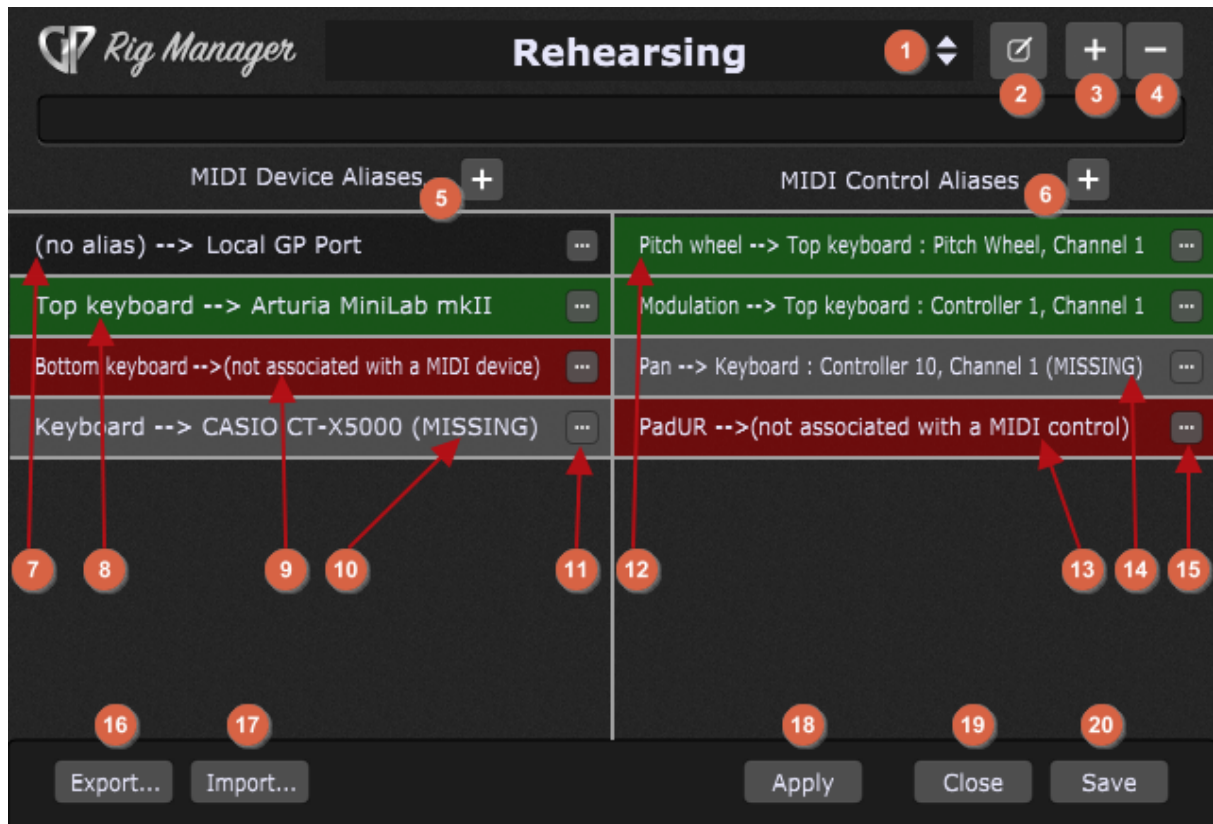 GP Rig Manager Rehearsing 1 + −
2 3 4
MIDI Device Aliases 5 +
MIDI Control Aliases 6 +
(no alias) --> Local GP Port ...
Pitch wheel --> Top keyboard : Pitch Wheel, Channel 1 ...
Top keyboard --> Arturia MiniLab mkII ...
Modulation --> Top keyboard : Controller 1, Channel 1 ...
Bottom keyboard -->(not associated with a MIDI device) ...
Pan --> Keyboard : Controller 10, Channel 1 (MISSING) ...
Keyboard --> CASIO CT-X5000 (MISSING) ...
PadUR -->(not associated with a MIDI control) ...
7 8 9 10 11 12 13 14 15
16 17 18 19 20
Export... Import... Apply Close Save